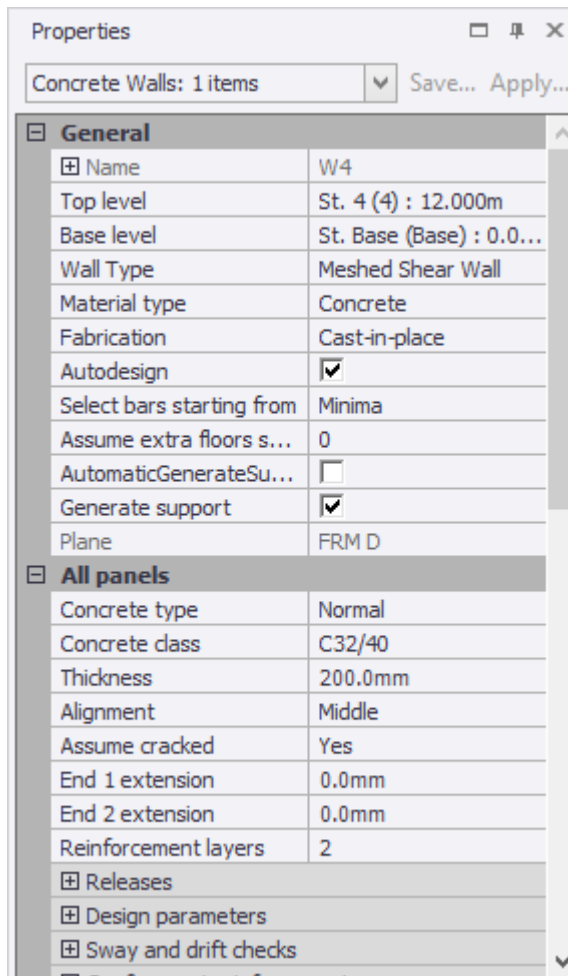 Properties
Concrete Walls: 1 items Save... Apply...
General
Name W4
Top level St. 4 (4) : 12.000m
Base level St. Base (Base) : 0.0...
Wall Type Meshed Shear Wall
Material type Concrete
Fabrication Cast-in-place
Autodesign
Select bars starting from Minima
Assume extra floors s... 0
AutomaticGenerateSu...
Generate support
Plane FRM D
All panels
Concrete type Normal
Concrete class C32/40
Thickness 200.0mm
Alignment Middle
Assume cracked Yes
End 1 extension 0.0mm
End 2 extension 0.0mm
Reinforcement layers 2
Releases
Design parameters
Sway and drift checks